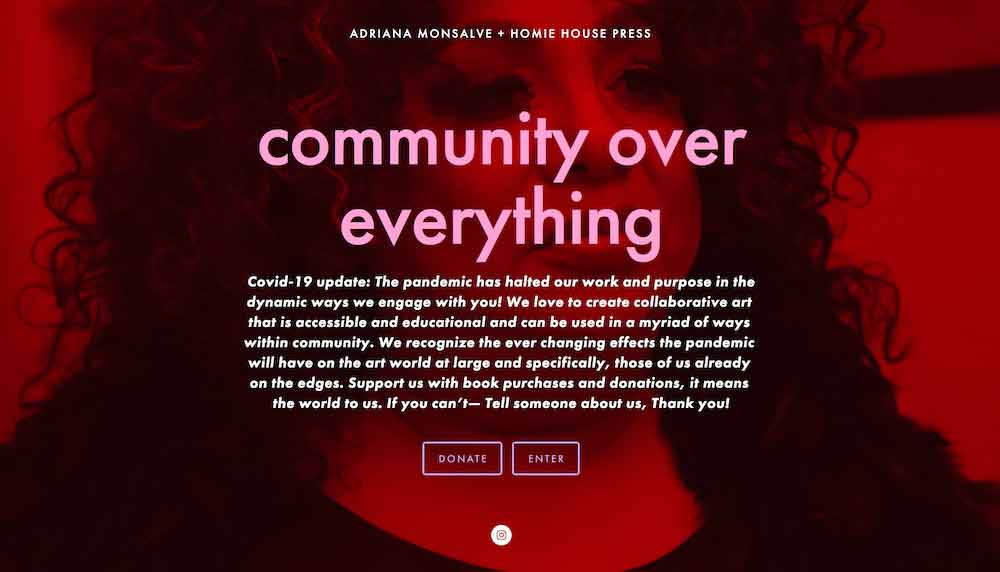 ADRIANA MONSALVE + HOMIE HOUSE PRESS
community over
everything
Covid-19 update: The pandemic has halted our work and purpose in the
dynamic ways we engage with you! We love to create collaborative art
that is accessible and educational and can be used in a myriad of ways
within community. We recognize the ever changing effects the pandemic
will have on the art world at large and specifically, those of us already
on the edges. Support us with book purchases and donations, it means
the world to us. If you can't— Tell someone about us, Thank you!
DONATE
ENTER